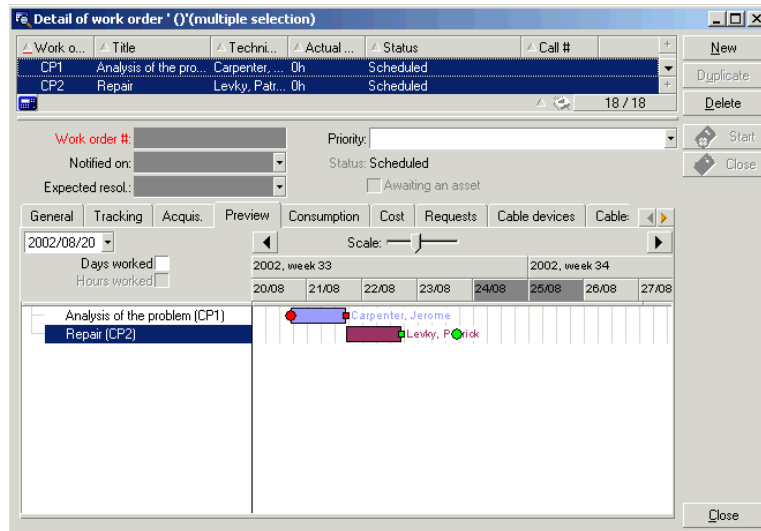 Detail of work order ' ()'(multiple selection)
Work o... Title Techni... Actual ... Status Call #
CP1 Analysis of the pro... Carpenter, ... 0h Scheduled
CP2 Repair Levky, Patr... 0h Scheduled
18 / 18
New
Duplicate
Delete
Start
Close
Work order #: Priority:
Notified on: Status: Scheduled
Expected resol.: Awaiting an asset
General Tracking Acquis. Preview Consumption Cost Requests Cable devices Cable
2002/08/20 Scale:
Days worked 2002, week 33 2002, week 34
Hours worked 20/08 21/08 22/08 23/08 24/08 25/08 26/08 27/08
Analysis of the problem (CP1) Carpenter, Jerome
Repair (CP2) Levky, P rick
Close